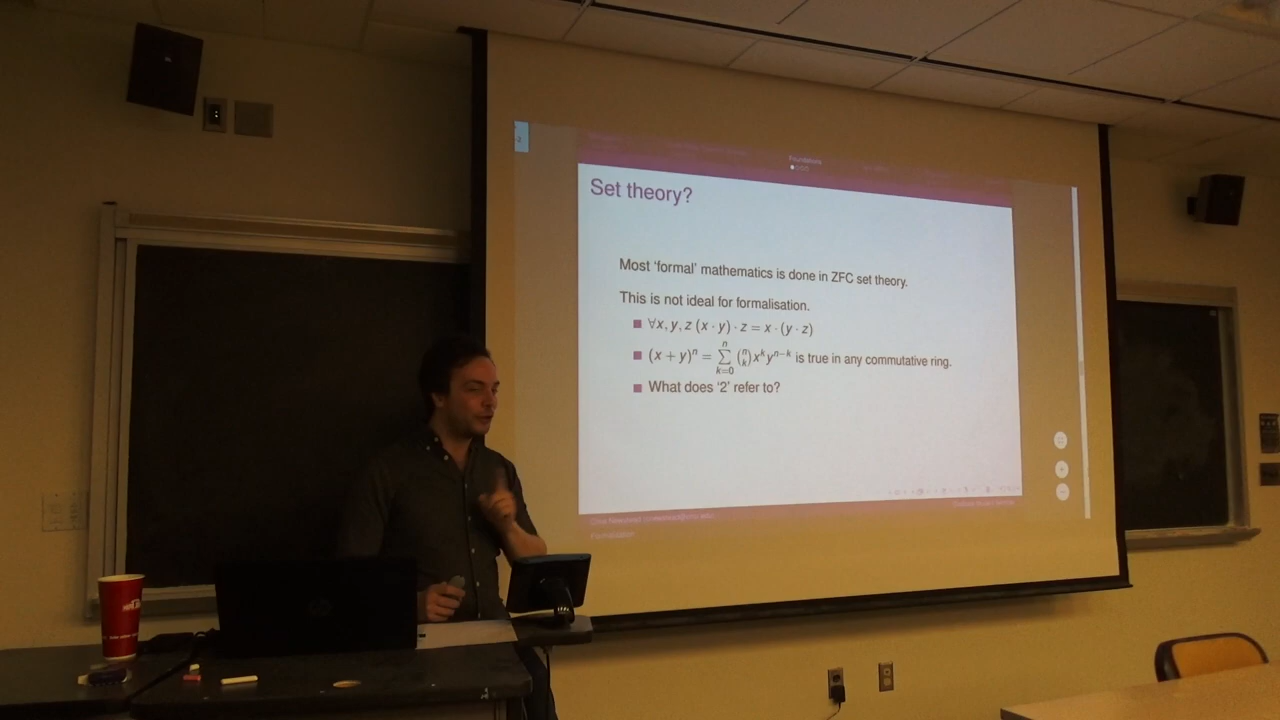 Foundations
Set theory?
Most ‘formal’ mathematics is done in ZFC set theory.
This is not ideal for formalisation.
∀x, y, z (x · y) · z = x · (y · z)
(x + y)ⁿ = ∑ₖ₌₀ⁿ (ⁿₖ)xᵏyⁿ⁻ᵏ is true in any commutative ring.
What does ‘2’ refer to?